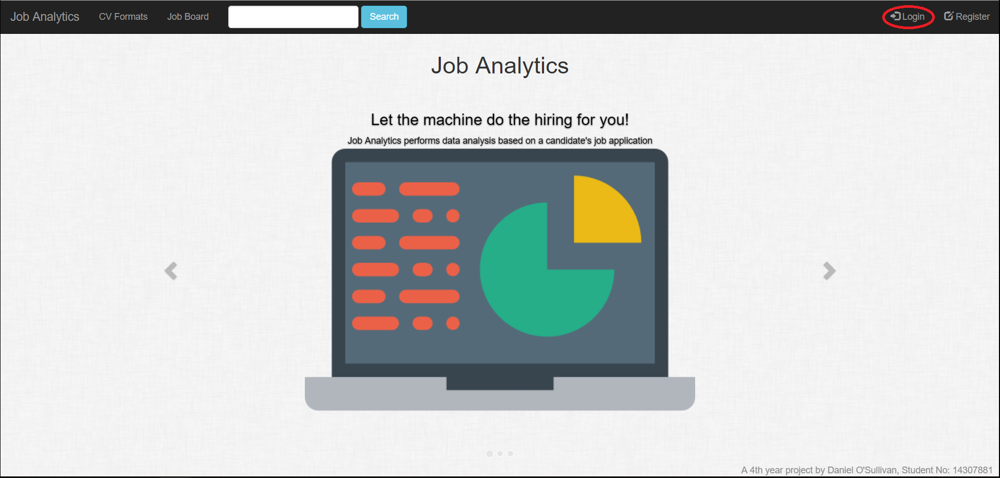 Job Analytics CV Formats Job Board Search Login Register
Job Analytics
Let the machine do the hiring for you!
Job Analytics performs data analysis based on a candidate's job application
A 4th year project by Daniel O'Sullivan, Student No: 14307881